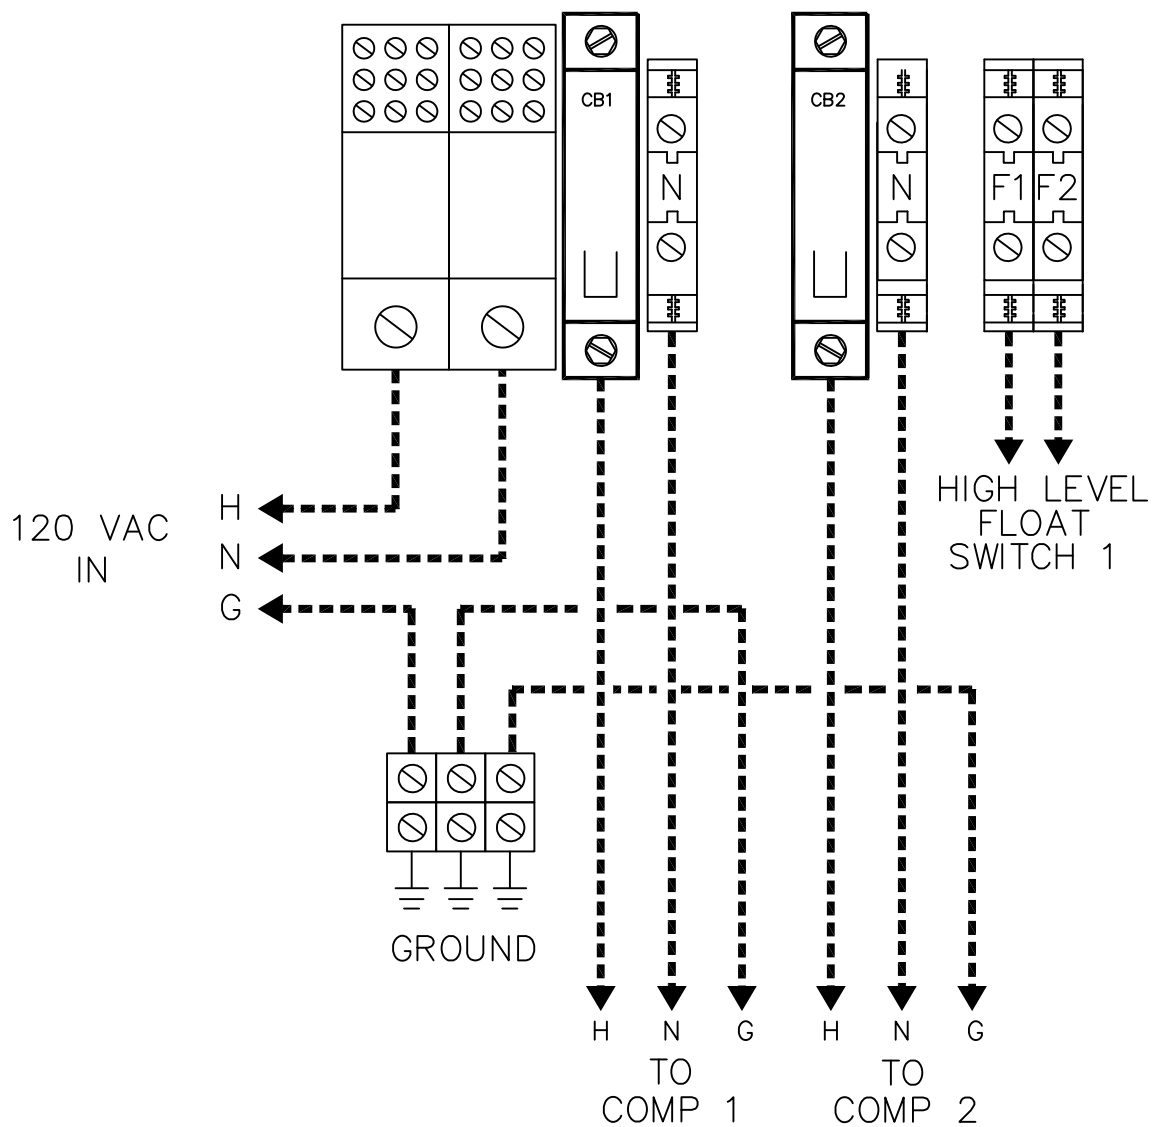 CB1
N
CB2
N
F1
F2
HIGH LEVEL
FLOAT
SWITCH 1
120 VAC
IN
H
N
G
GROUND
H
N
G
TO
COMP 1
H
N
G
TO
COMP 2